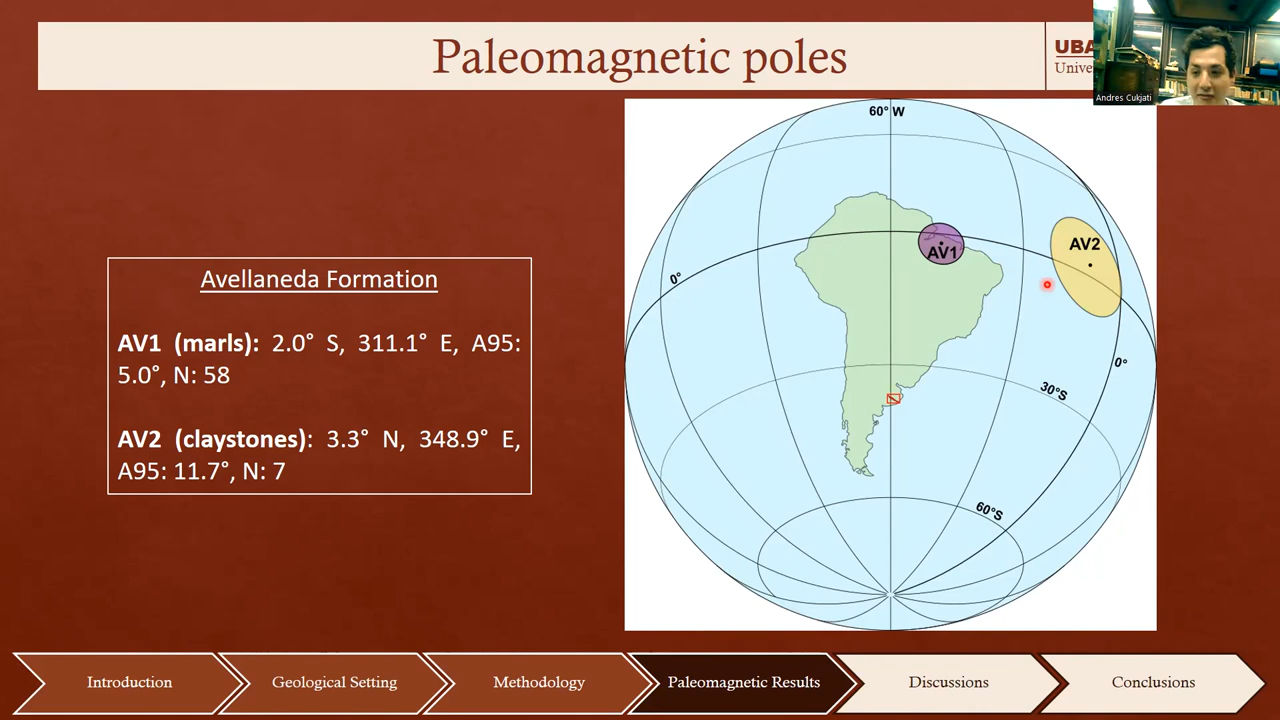 Paleomagnetic poles
UBA
Unive
Andres Cukjati
Avellaneda Formation
AV1 (marls): 2.0° S, 311.1° E, A95:
5.0°, N: 58
AV2 (claystones): 3.3° N, 348.9° E,
A95: 11.7°, N: 7
60° W
AV1
AV2
0°
0°
30°S
60°S
Introduction
Geological Setting
Methodology
Paleomagnetic Results
Discussions
Conclusions